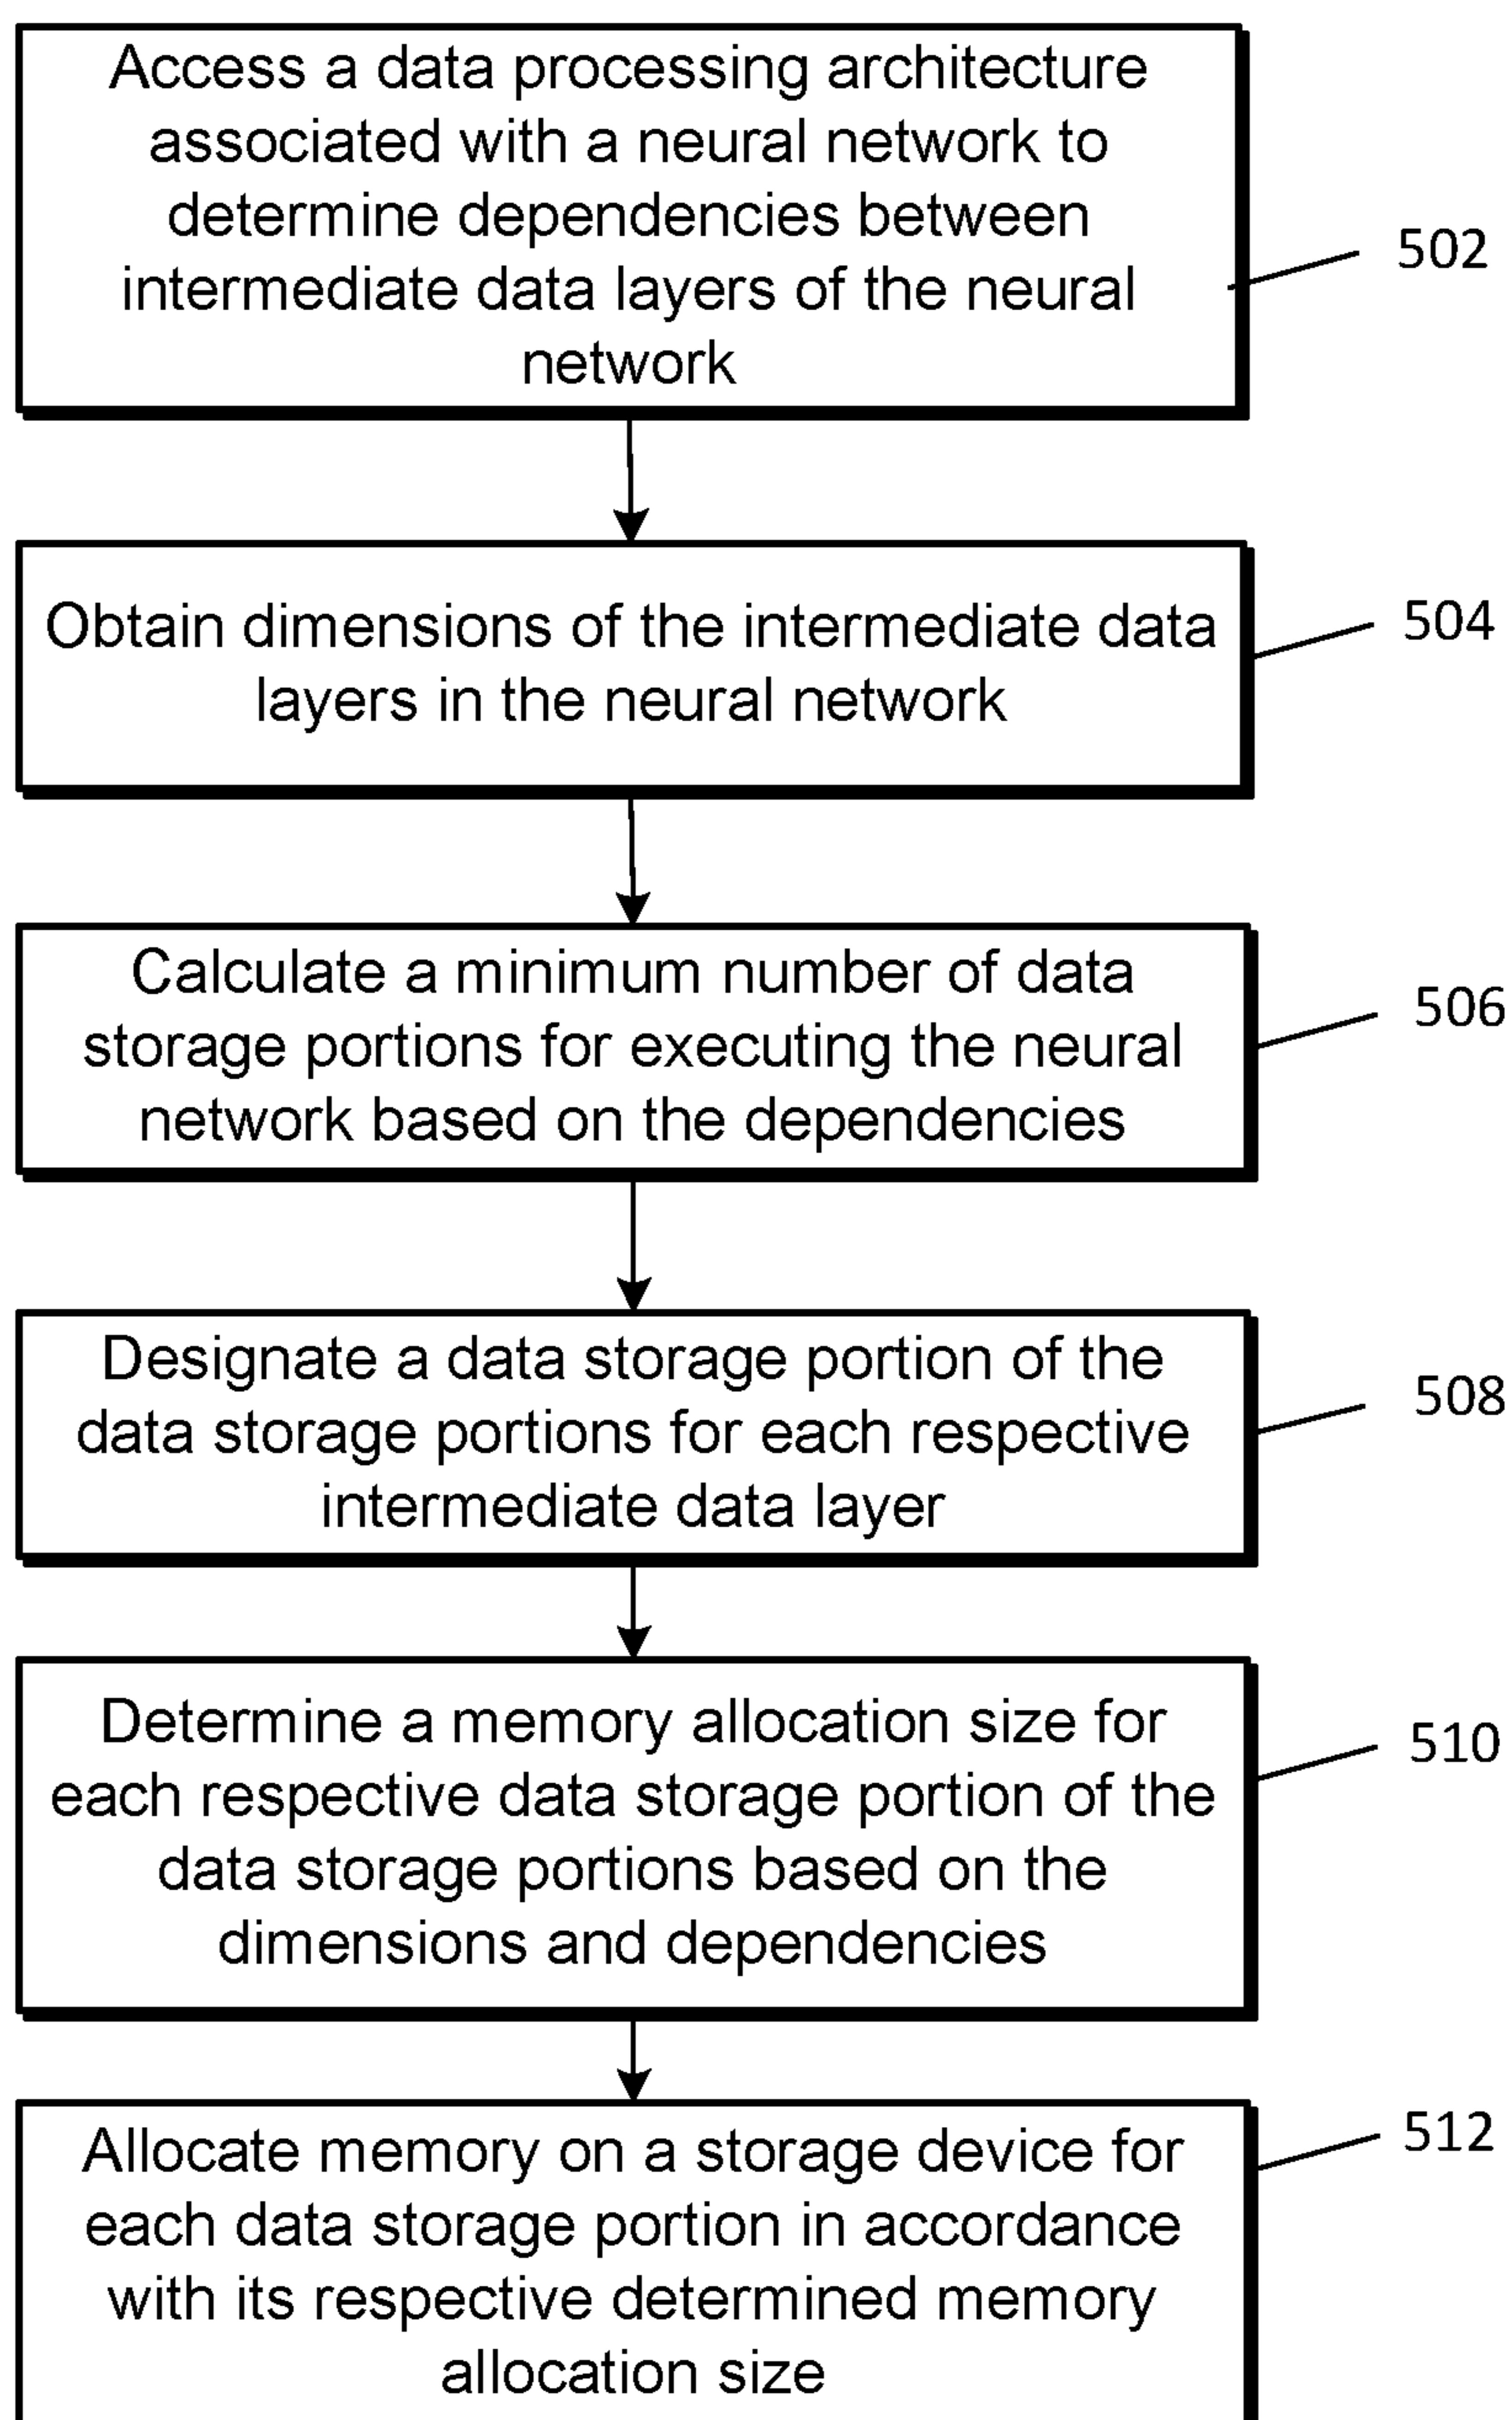 Access a data processing architecture
associated with a neural network to
determine dependencies between
intermediate data layers of the neural
network
502
Obtain dimensions of the intermediate data
layers in the neural network
504
Calculate a minimum number of data
storage portions for executing the neural
network based on the dependencies
506
Designate a data storage portion of the
data storage portions for each respective
intermediate data layer
508
Determine a memory allocation size for
each respective data storage portion of the
data storage portions based on the
dimensions and dependencies
510
Allocate memory on a storage device for
each data storage portion in accordance
with its respective determined memory
allocation size
512